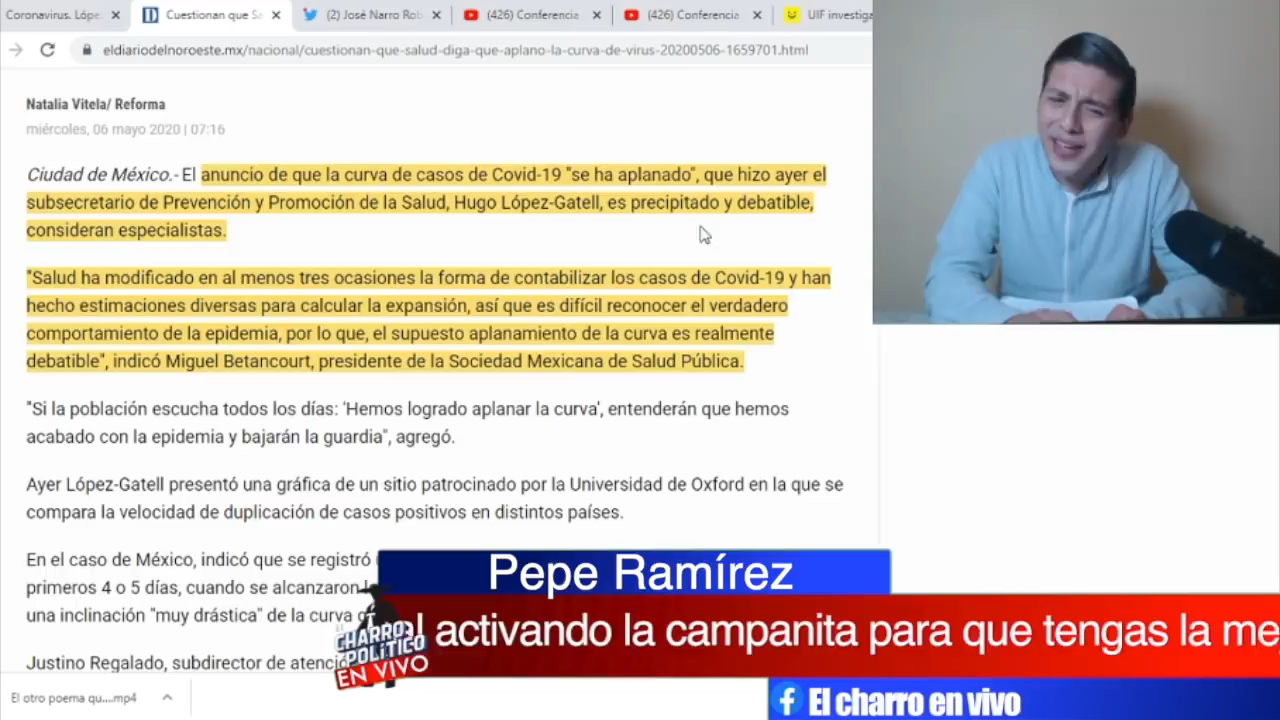 Coronavirus. Lópe
Cuestionan que Sa
(2) José Narro Rob
(426) Conferencia
(426) Conferencia
UIF investiga
eldiariodelnoroeste.mx/nacional/cuestionan-que-salud-diga-que-aplano-la-curva-de-virus-20200506-1659701.html
Natalia Vitela/ Reforma
miércoles, 06 mayo 2020 | 07:16
Ciudad de México.- El anuncio de que la curva de casos de Covid-19 "se ha aplanado", que hizo ayer el
subsecretario de Prevención y Promoción de la Salud, Hugo López-Gatell, es precipitado y debatible,
consideran especialistas.
"Salud ha modificado en al menos tres ocasiones la forma de contabilizar los casos de Covid-19 y han
hecho estimaciones diversas para calcular la expansión, así que es difícil reconocer el verdadero
comportamiento de la epidemia, por lo que, el supuesto aplanamiento de la curva es realmente
debatible", indicó Miguel Betancourt, presidente de la Sociedad Mexicana de Salud Pública.
"Si la población escucha todos los días: 'Hemos logrado aplanar la curva', entenderán que hemos
acabado con la epidemia y bajarán la guardia", agregó.
Ayer López-Gatell presentó una gráfica de un sitio patrocinado por la Universidad de Oxford en la que se
compara la velocidad de duplicación de casos positivos en distintos países.
En el caso de México, indicó que se registró
primeros 4 o 5 días, cuando se alcanzaron
una inclinación "muy drástica" de la curva
Justino Regalado, subdirector de atenci
Pepe Ramírez
al activando la campanita para que tengas la me
CHARRO
POLÍTICO
EN VIVO
El charro en vivo
El otro poema qu....mp4